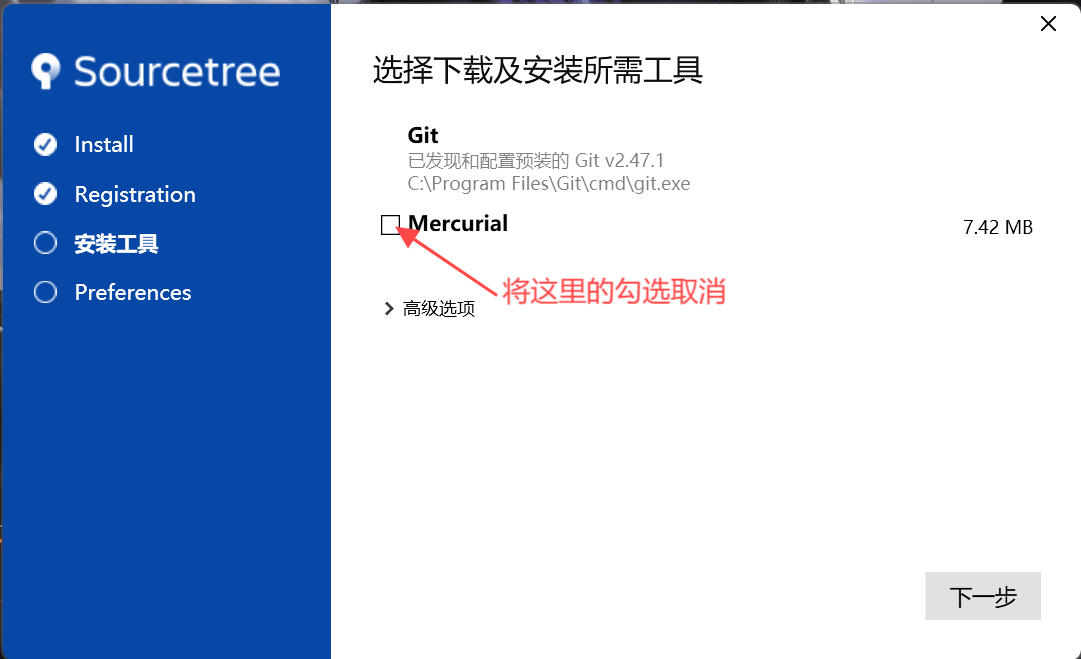 Sourcetree
Install
Registration
安装工具
Preferences
选择下载及安装所需工具
Git
已发现和配置预装的 Git v2.47.1
C:\Program Files\Git\cmd\git.exe
Mercurial
7.42 MB
将这里的勾选取消
高级选项
下一步